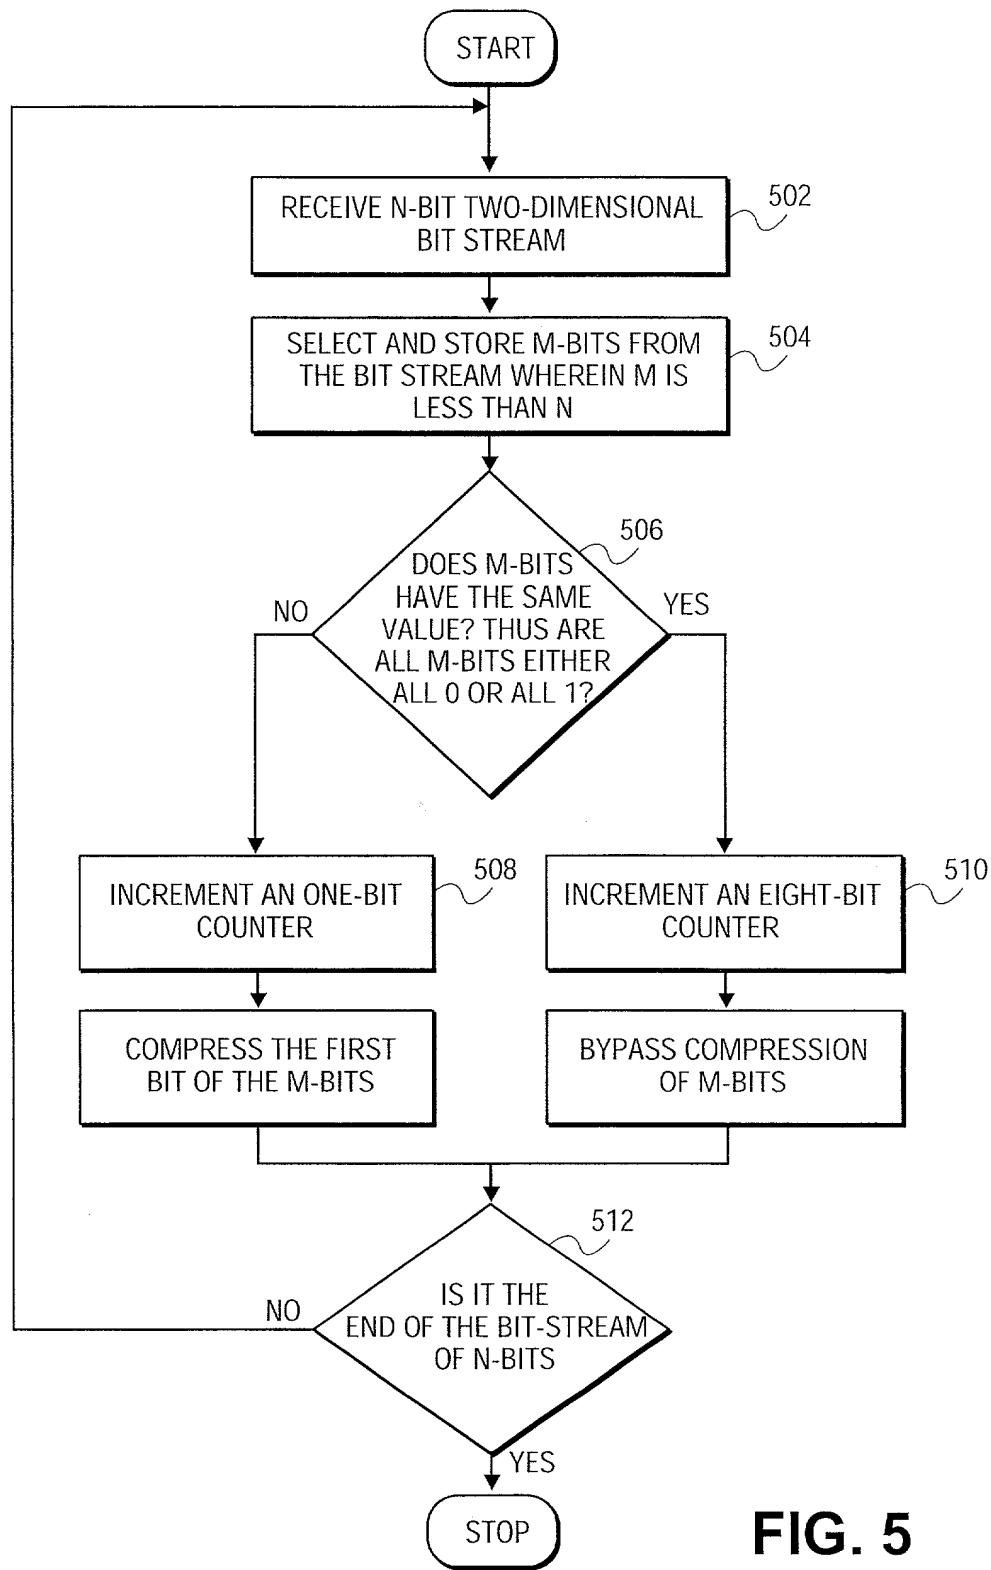 START
RECEIVE N-BIT TWO-DIMENSIONAL
BIT STREAM
502
SELECT AND STORE M-BITS FROM
THE BIT STREAM WHEREIN M IS
LESS THAN N
504
506
DOES M-BITS
HAVE THE SAME
VALUE? THUS ARE
ALL M-BITS EITHER
ALL 0 OR ALL 1?
NO
YES
INCREMENT AN ONE-BIT
COUNTER
508
INCREMENT AN EIGHT-BIT
COUNTER
510
COMPRESS THE FIRST
BIT OF THE M-BITS
BYPASS COMPRESSION
OF M-BITS
512
IS IT THE
END OF THE BIT-STREAM
OF N-BITS
NO
YES
STOP
FIG. 5